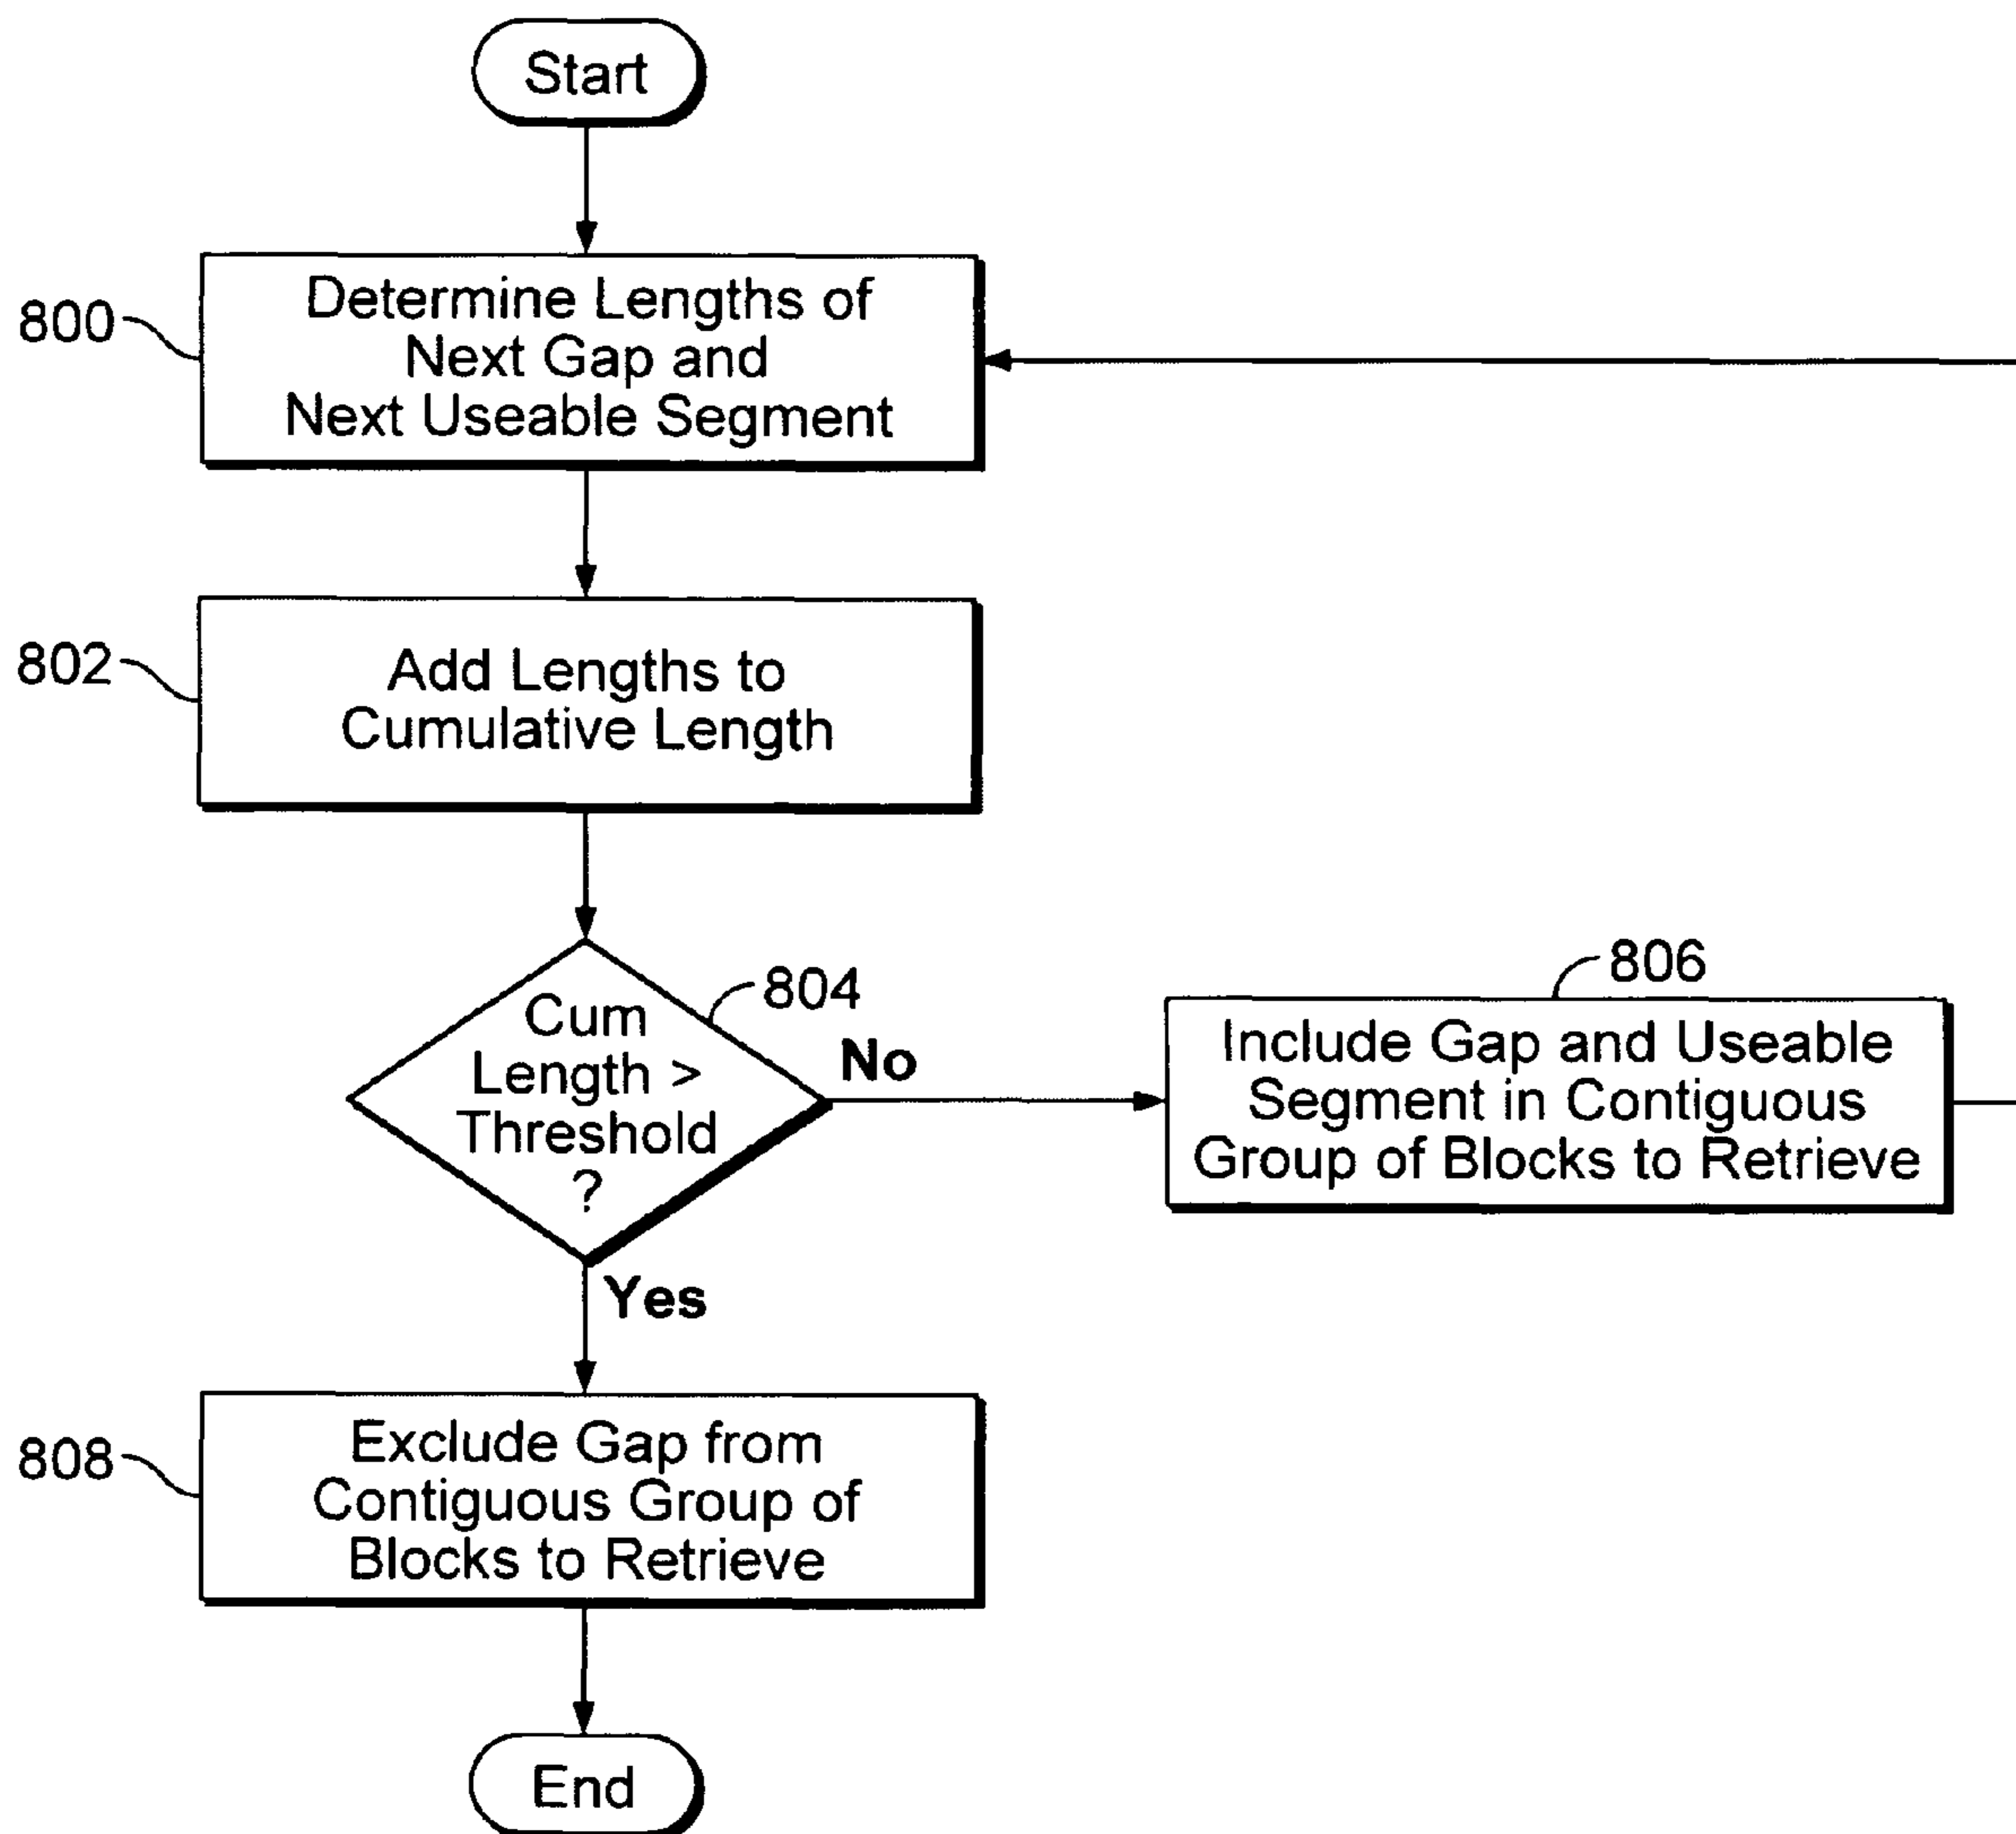 Start
800
Determine Lengths of
Next Gap and
Next Useable Segment
802
Add Lengths to
Cumulative Length
804
Cum
Length >
Threshold
?
No
806
Include Gap and Useable
Segment in Contiguous
Group of Blocks to Retrieve
Yes
808
Exclude Gap from
Contiguous Group of
Blocks to Retrieve
End